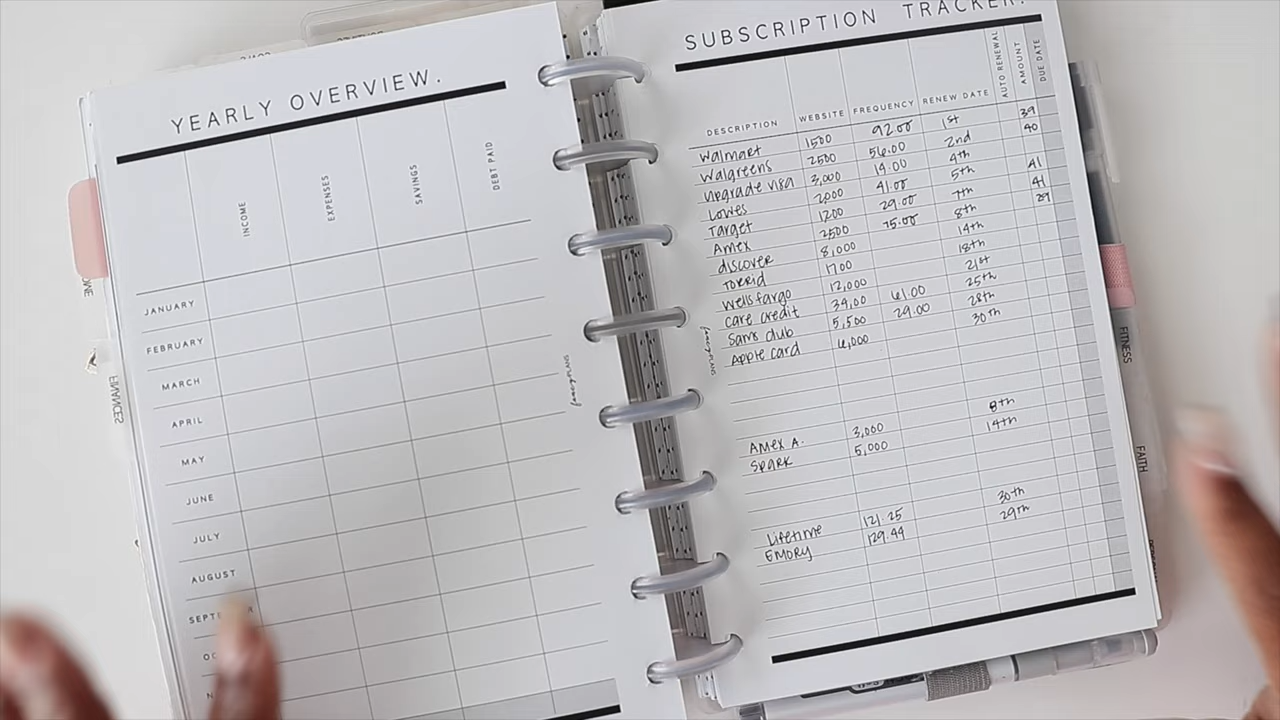 YEARLY OVERVIEW.
INCOME EXPENSES SAVINGS DEBT PAID
JANUARY
FEBRUARY
MARCH
APRIL
MAY
JUNE
JULY
AUGUST
SUBSCRIPTION TRACKER.
DESCRIPTION WEBSITE FREQUENCY RENEW DATE AUTO RENEWAL AMOUNT DUE DATE
Walmart 1500 92.00 1st 39
Walgreens 2500 56.00 2nd 40
upgrade visa 3,000 19.00 4th
Lowes 2000 41.00 5th 41
Target 1200 29.00 7th 41
Amex 2500 75.00 8th
discover 8,000 14th
TORRID 1700 18th
wells fargo 12,000 21st
care credit 39,00 61.00 25th
Sams club 5,500 29.00 28th
Apple card 6,000 30th
Amex A. 3,000 8th
SPARK 5,000 14th
Lifetime 121.25 30th
EMORY 129.44 29th
FITNESS
FAITH
FINANCES